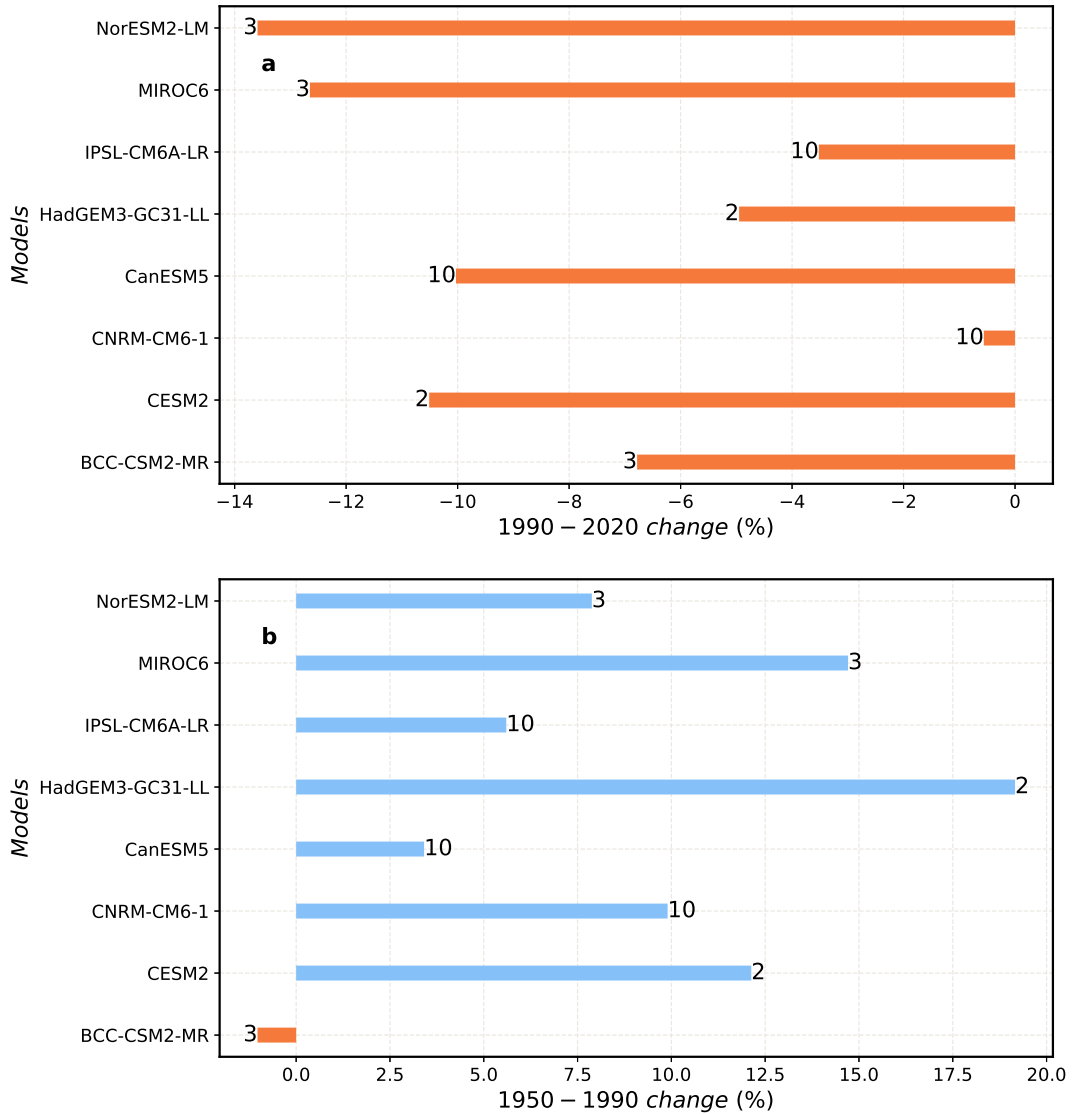 NorESM2-LM 3
a
MIROC6 3
IPSL-CM6A-LR 10
HadGEM3-GC31-LL 2
CanESM5 10
CNRM-CM6-1 10
CESM2 2
BCC-CSM2-MR 3
Models
−14 −12 −10 −8 −6 −4 −2 0
1990 − 2020 change (%)
NorESM2-LM 3
b
MIROC6 3
IPSL-CM6A-LR 10
HadGEM3-GC31-LL 2
CanESM5 10
CNRM-CM6-1 10
CESM2 2
BCC-CSM2-MR 3
Models
0.0 2.5 5.0 7.5 10.0 12.5 15.0 17.5 20.0
1950 − 1990 change (%)